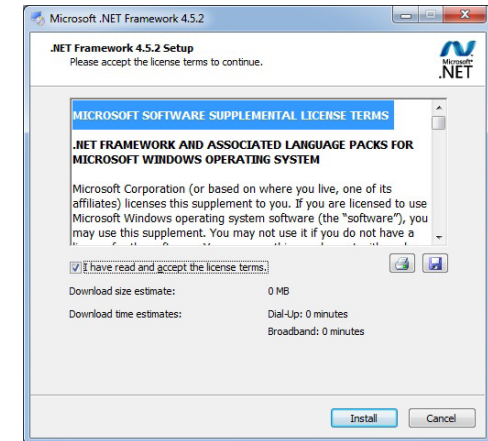 Microsoft .NET Framework 4.5.2
.NET Framework 4.5.2 Setup
Please accept the license terms to continue.
Microsoft®
.NET
MICROSOFT SOFTWARE SUPPLEMENTAL LICENSE TERMS
.NET FRAMEWORK AND ASSOCIATED LANGUAGE PACKS FOR
MICROSOFT WINDOWS OPERATING SYSTEM
Microsoft Corporation (or based on where you live, one of its
affiliates) licenses this supplement to you. If you are licensed to use
Microsoft Windows operating system software (the “software”), you
may use this supplement. You may not use it if you do not have a
I have read and accept the license terms.
Download size estimate: 0 MB
Download time estimates: Dial-Up: 0 minutes
Broadband: 0 minutes
Install Cancel